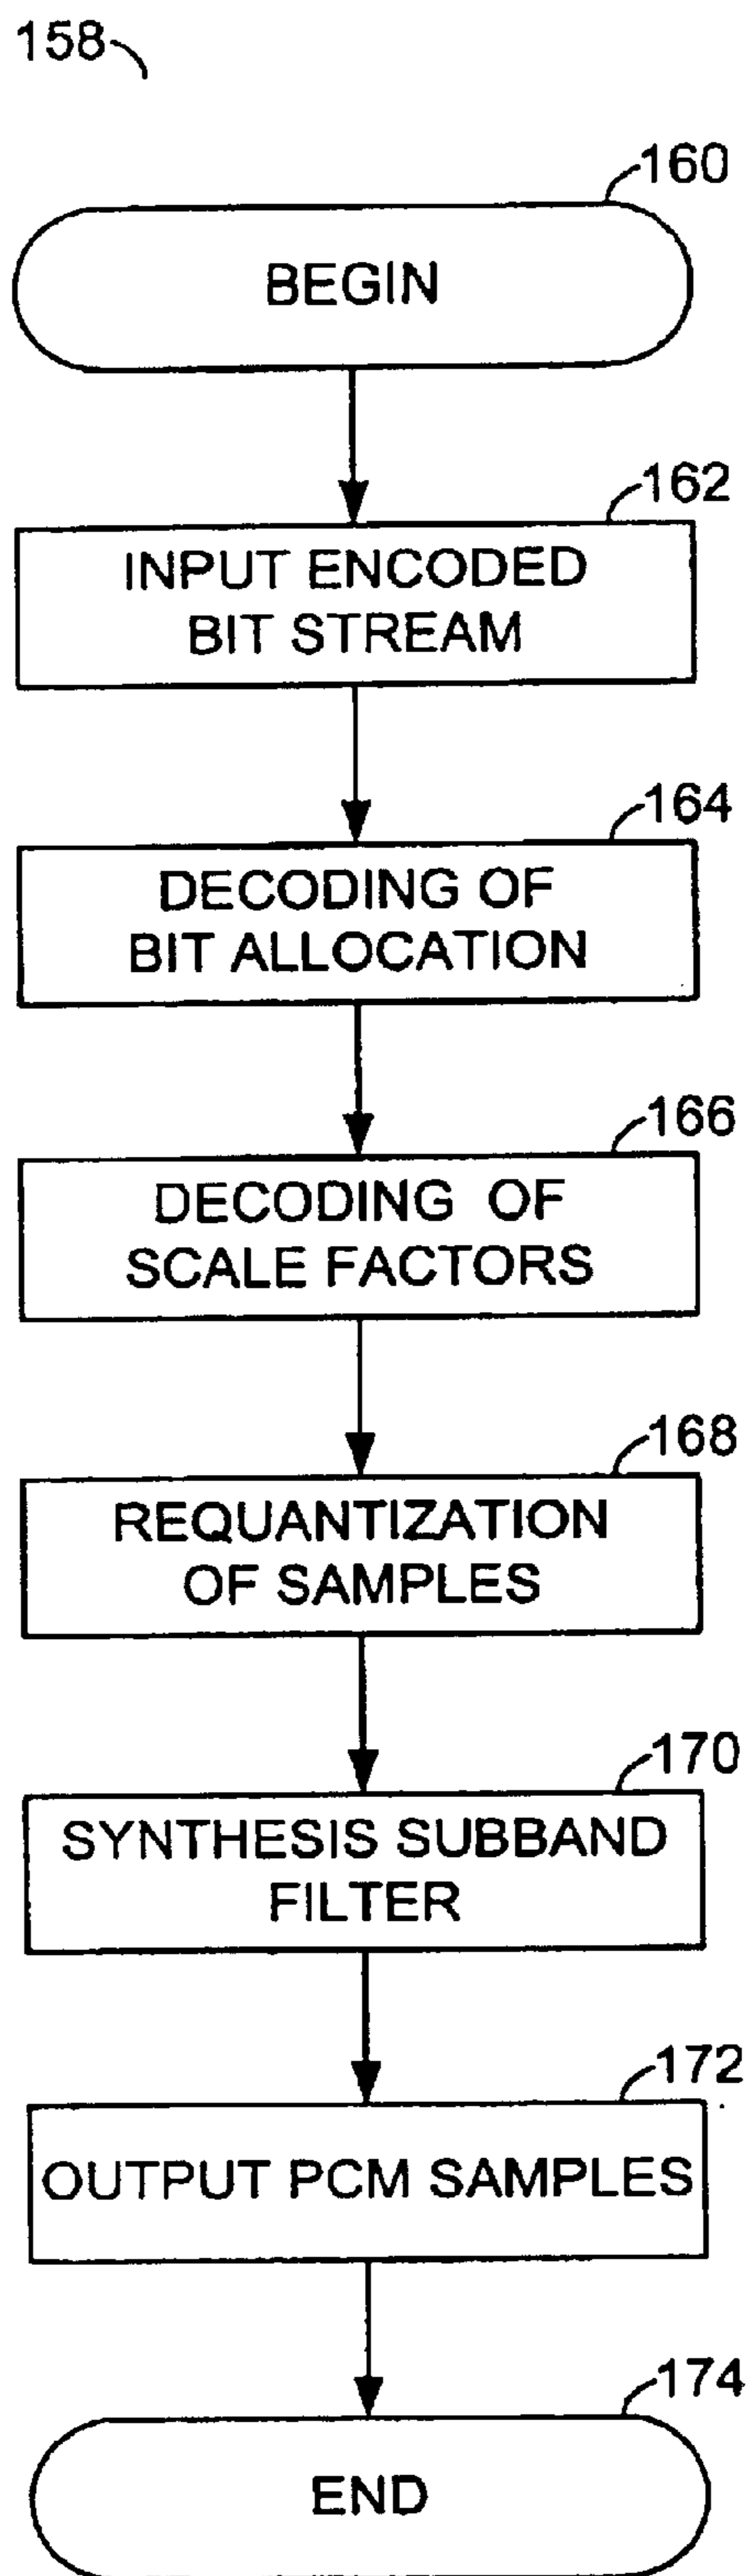 158
160
BEGIN
162
INPUT ENCODED
BIT STREAM
164
DECODING OF
BIT ALLOCATION
166
DECODING OF
SCALE FACTORS
168
REQUANTIZATION
OF SAMPLES
170
SYNTHESIS SUBBAND
FILTER
172
OUTPUT PCM SAMPLES
174
END